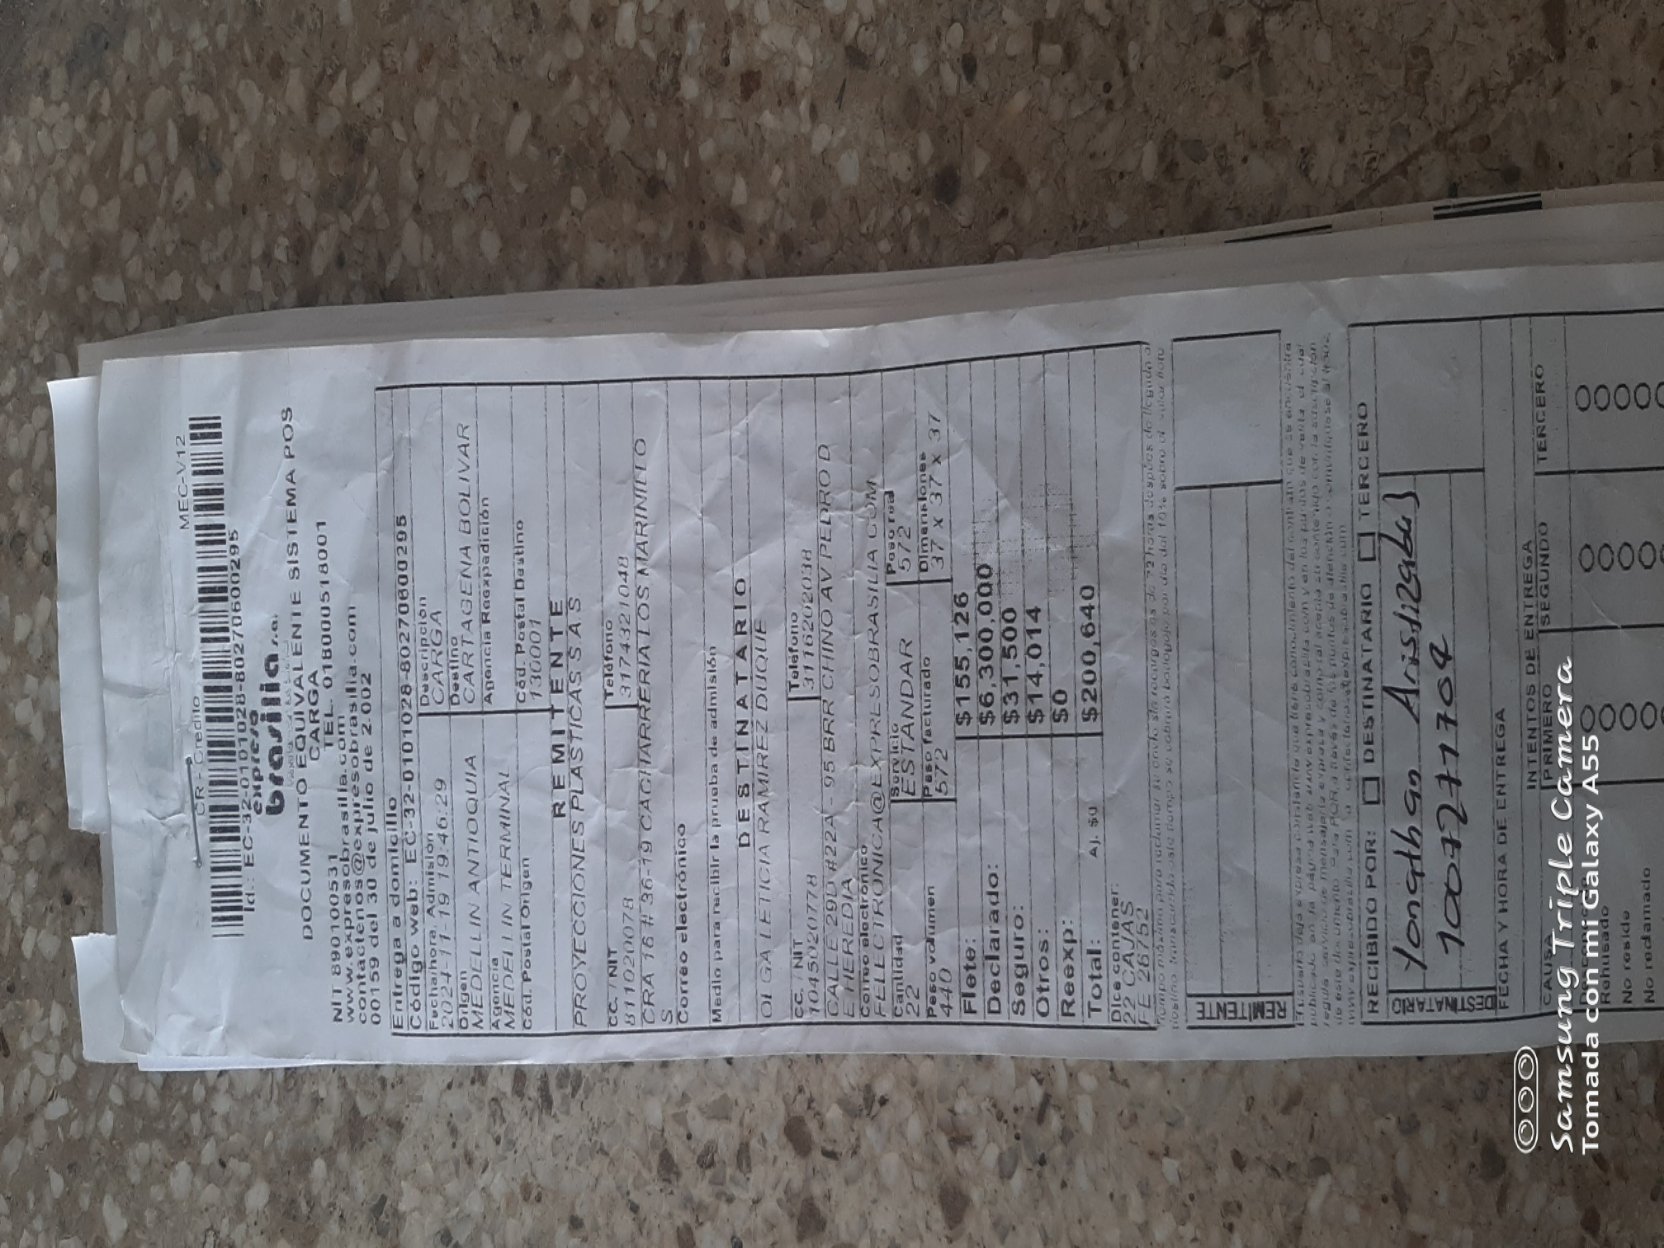 CR - Credito
MEC-V12
Id.: EC-32-0101028-8027060 0295
expreso
brasilia s.a.
DOCUMENTO EQUIVALENTE SISTEMA POS
CARGA
NIT 890100531 TEL. 018000518001
www.expresobrasilia.com
contactenos@expresobrasilia.com
00159 del 30 de julio de 2.002
Entrega a domicilio
Código web: EC-32-0101028-80270600295
Fecha/hora Admisión
2024-11-19 19:46:29
Descripción
CARGA
Origen
MEDELLIN ANTIOQUIA
Destino
CARTAGENA BOLIVAR
Agencia
MEDELLIN TERMINAL
Agencia Reexpedición
Cód. Postal Origen
Cód. Postal Destino
130001
REMITENTE
PROYECCIONES PLASTICAS S.A.S
CC. / NIT
811020078
Teléfono
3174321048
CRA 16 # 36-19 CACHARRERIA LOS MARINILLO
S
Correo electrónico
Medio para recibir la prueba de admisión
DESTINATARIO
OLGA LETICIA RAMIREZ DUQUE
CC. / NIT
1045020778
Teléfono
3116202038
CALLE 29D #22A - 95 BRR CHINO AV PEDRO D
E HEREDIA
Correo electrónico
FELECTRONICA@EXPRESOBRASILIA.COM
Cantidad
22
Servicio
ESTANDAR
Peso real
572
Peso volumen
440
Peso facturado
572
Dimensiones
37 X 37 X 37
Flete: $155,126
Declarado: $6,300,000
Seguro: $31,500
Otros: $14,014
Reexp: $0
Total: Aj. $0 $200,640
Dice contener:
22 CAJAS
FE 26752
REMITENTE
RECIBIDO POR: DESTINATARIO TERCERO
Yonathan Aristizabal
1007271704
DESTINATARIO
FECHA Y HORA DE ENTREGA
INTENTOS DE ENTREGA
CAUSA PRIMERO SEGUNDO TERCERO
Rehusado
No reside
No reclamado
Samsung Triple Camera
Tomada con mi Galaxy A55